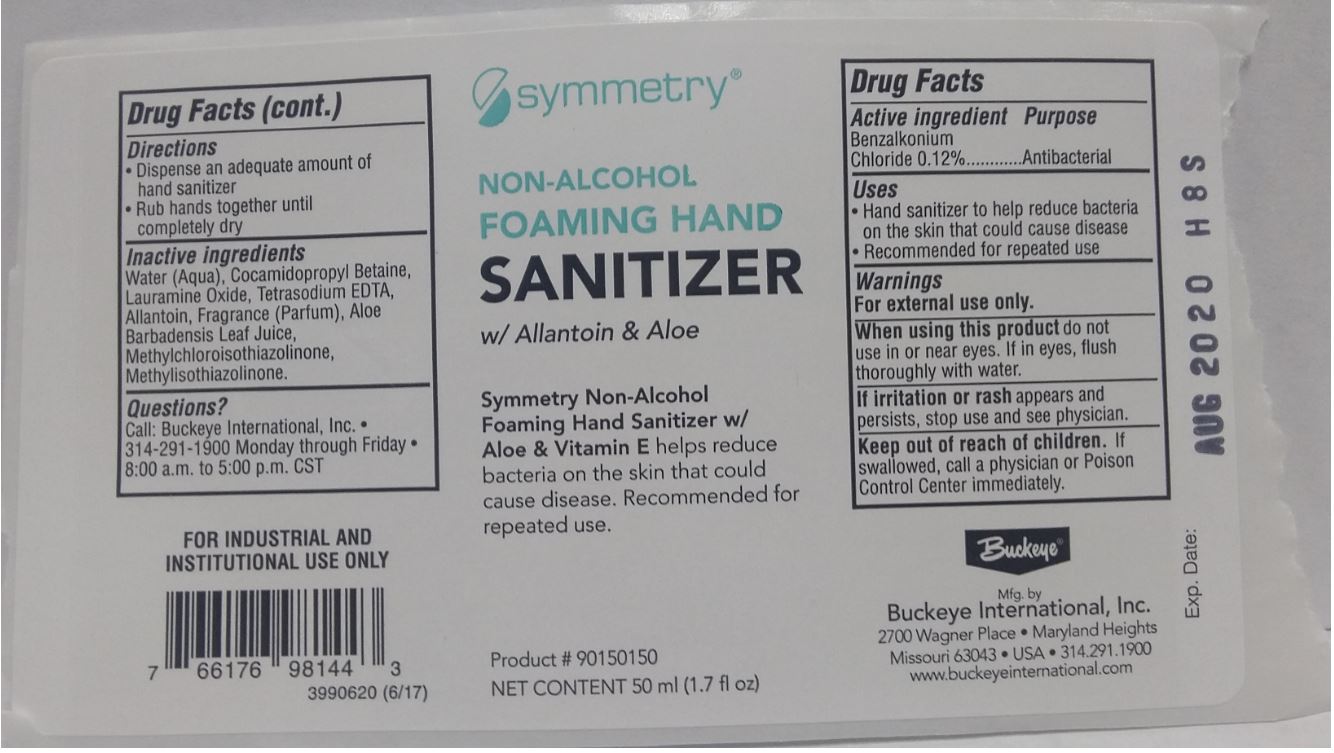 Drug Facts (cont.)
Directions
• Dispense an adequate amount of
hand sanitizer
• Rub hands together until
completely dry
Inactive ingredients
Water (Aqua), Cocamidopropyl Betaine,
Lauramine Oxide, Tetrasodium EDTA,
Allantoin, Fragrance (Parfum), Aloe
Barbadensis Leaf Juice,
Methylchloroisothiazolinone,
Methylisothiazolinone.
Questions?
Call: Buckeye International, Inc. •
314-291-1900 Monday through Friday •
8:00 a.m. to 5:00 p.m. CST
FOR INDUSTRIAL AND
INSTITUTIONAL USE ONLY
7 66176 98144 3
3990620 (6/17)
symmetry®
NON-ALCOHOL
FOAMING HAND
SANITIZER
w/ Allantoin & Aloe
Symmetry Non-Alcohol
Foaming Hand Sanitizer w/
Aloe & Vitamin E helps reduce
bacteria on the skin that could
cause disease. Recommended for
repeated use.
Product # 90150150
NET CONTENT 50 ml (1.7 fl oz)
Drug Facts
Active ingredient Purpose
Benzalkonium
Chloride 0.12%............Antibacterial
Uses
• Hand sanitizer to help reduce bacteria
on the skin that could cause disease
• Recommended for repeated use
Warnings
For external use only.
When using this product do not
use in or near eyes. If in eyes, flush
thoroughly with water.
If irritation or rash appears and
persists, stop use and see physician.
Keep out of reach of children. If
swallowed, call a physician or Poison
Control Center immediately.
Buckeye®
Mfg. by
Buckeye International, Inc.
2700 Wagner Place • Maryland Heights
Missouri 63043 • USA • 314.291.1900
www.buckeyeinternational.com
Exp. Date: AUG 2020 H 8 S